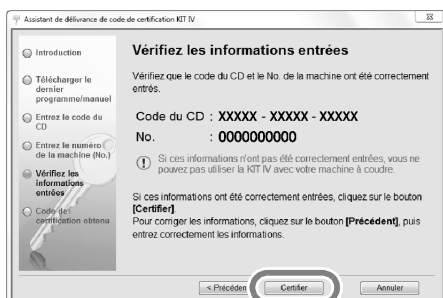 Assistant de délivrance de code de certification KIT IV
Introduction
Télécharger le
dernier
programme/manuel
Entrez le code du
CD
Entrez le numéro
de la machine (No.)
Vérifiez les
informations
entrées
Code de
certification obtenu
Vérifiez les informations entrées
Vérifiez que le code du CD et le No. de la machine ont été correctement
entrés.
Code du CD : XXXXX - XXXXX - XXXXX
No. : 0000000000
Si ces informations n'ont pas été correctement entrées, vous ne
pouvez pas utiliser la KIT IV avec votre machine à coudre.
Si ces informations ont été correctement entrées, cliquez sur le bouton
[Certifier].
Pour corriger les informations, cliquez sur le bouton [Précédent], puis
entrez correctement les informations.
< Précéden
Certifier
Annuler